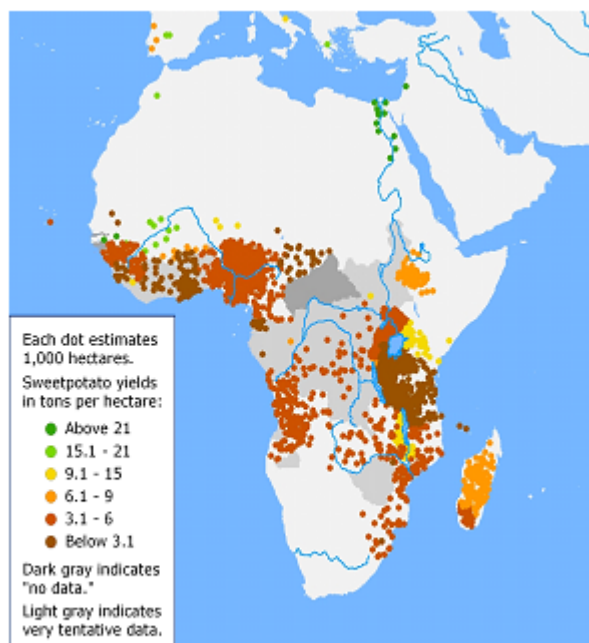 Each dot estimates
1,000 hectares.
Sweetpotato yields
in tons per hectare:
Above 21
15.1 - 21
9.1 - 15
6.1 - 9
3.1 - 6
Below 3.1
Dark gray indicates
"no data."
Light gray indicates
very tentative data.